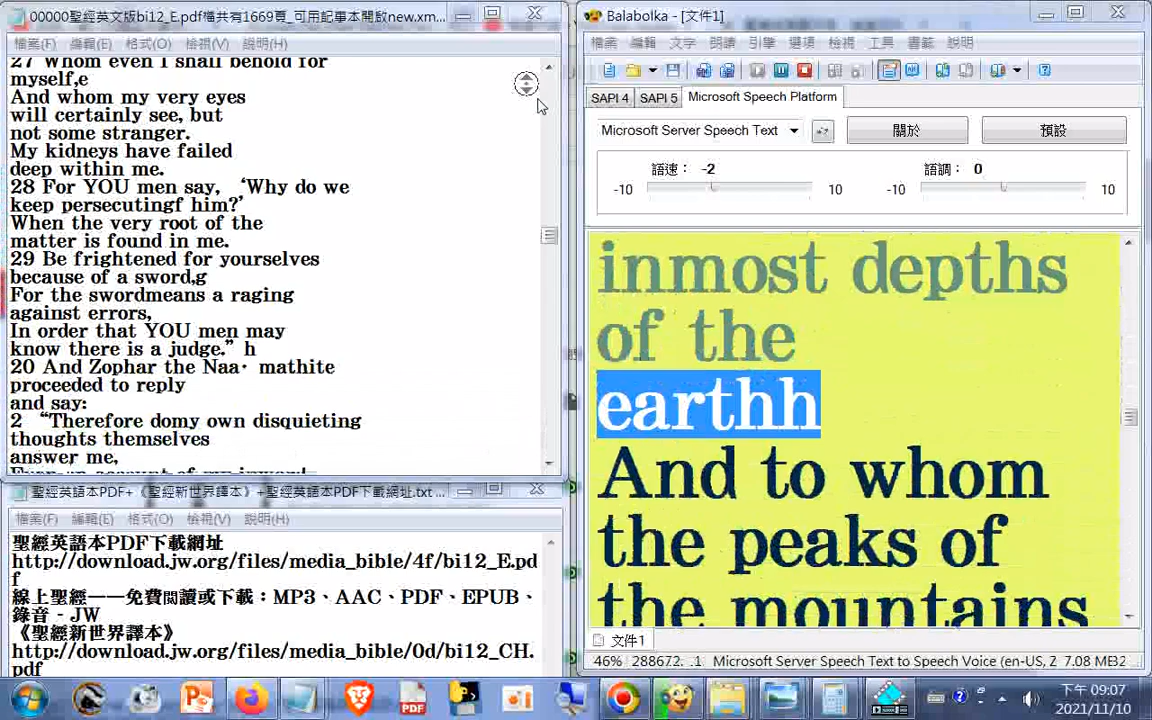 00000聖經英文版bi12_E.pdf檔共有1669頁_可用記事本開啟new.xm...
檔案(F) 編輯(E) 格式(O) 檢視(V) 說明(H)
27 Whom even I shall behold for
myself,e
And whom my very eyes
will certainly see, but
not some stranger.
My kidneys have failed
deep within me.
28 For YOU men say, ‘Why do we
keep persecutingf him?’
When the very root of the
matter is found in me.
29 Be frightened for yourselves
because of a sword,g
For the swordmeans a raging
against errors,
In order that YOU men may
know there is a judge.” h
20 And Zophar the Naa· mathite
proceeded to reply
and say:
2 “Therefore domy own disquieting
thoughts themselves
answer me,
聖經英語本PDF+《聖經新世界譯本》+聖經英語本PDF下載網址.txt ...
檔案(F) 編輯(E) 格式(O) 檢視(V) 說明(H)
聖經英語本PDF下載網址
http://download.jw.org/files/media_bible/4f/bi12_E.pd
f
線上聖經——免費閱讀或下載：MP3、AAC、PDF、EPUB、
錄音 - JW
《聖經新世界譯本》
http://download.jw.org/files/media_bible/0d/bi12_CH.
pdf
Balabolka - [文件1]
檔案 編輯 文字 朗讀 引擎 選項 檢視 工具 書籤 說明
SAPI 4 SAPI 5 Microsoft Speech Platform
Microsoft Server Speech Text 關於 預設
語速： -2 語調： 0
-10 10 -10 10
inmost depths
of the
earthh
And to whom
the peaks of
the mountains
文件1
46% 288672. .1 Microsoft Server Speech Text to Speech Voice (en-US, Z 7.08 MB
下午 09:07
2021/11/10